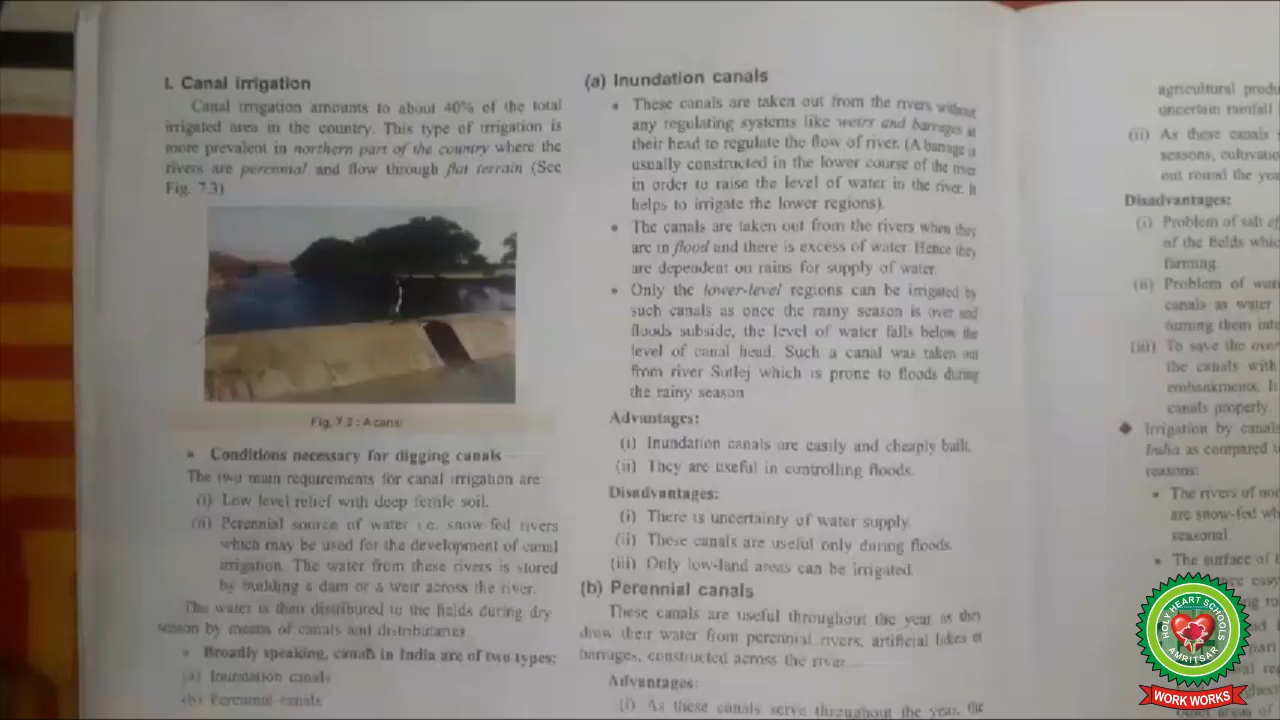 I. Canal irrigation
Canal irrigation amounts to about 40% of the total
irrigated area in the country. This type of irrigation is
more prevalent in northern part of the country where the
rivers are perennial and flow through flat terrain (See
Fig. 7.3)
Fig. 7.3 : A canal
• Conditions necessary for digging canals
The two main requirements for canal irrigation are
(i) Low level relief with deep fertile soil.
(ii) Perennial source of water i.e. snow-fed rivers
which may be used for the development of canal
irrigation. The water from these rivers is stored
by building a dam or a weir across the river.
The water is then distributed to the fields during dry
season by means of canals and distributaries
• Broadly speaking, canals in India are of two types:
(a) Inundation canals
(b) Perennial canals
(a) Inundation canals
• These canals are taken out from the rivers without
any regulating systems like weirs and barrages at
their head to regulate the flow of river. (A barrage is
usually constructed in the lower course of the river
in order to raise the level of water in the river. It
helps to irrigate the lower regions).
• The canals are taken out from the rivers when they
are in flood and there is excess of water. Hence they
are dependent on rains for supply of water.
• Only the lower-level regions can be irrigated by
such canals as once the rainy season is over and
floods subside, the level of water falls below the
level of canal head. Such a canal was taken out
from river Sutlej which is prone to floods during
the rainy season
Advantages:
(i) Inundation canals are easily and cheaply built.
(ii) They are useful in controlling floods.
Disadvantages:
(i) There is uncertainty of water supply.
(ii) These canals are useful only during floods.
(iii) Only low-land areas can be irrigated.
(b) Perennial canals
These canals are useful throughout the year as they
draw their water from perennial rivers, artificial lakes or
barrages, constructed across the river.
Advantages:
(i) As these canals serve throughout the year, the
agricultural produ
uncertain rainfall
(ii) As these canals
seasons, cultivatio
out round the yea
Disadvantages:
(i) Problem of salt ef
of the fields whic
farming.
(ii) Problem of wat
canals as water
among them
(iii) To save the over
the canals with
embankments. It
canals properly.
◆ Irrigation by canals
as compared to
reasons:
• The rivers of nor
are snow-fed wh
seasonal.
• The surface of t
HOLY HEART SCHOOLS
AMRITSAR
WORK WORKS